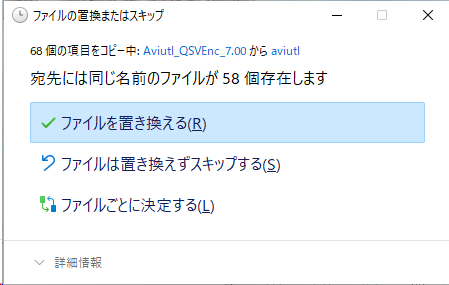 ファイルの置換またはスキップ
68 個の項目をコピー中: Aviutl_QSVEnc_7.00 から aviutl
宛先には同じ名前のファイルが 58 個存在します
ファイルを置き換える(R)
ファイルは置き換えずスキップする(S)
ファイルごとに決定する(L)
詳細情報